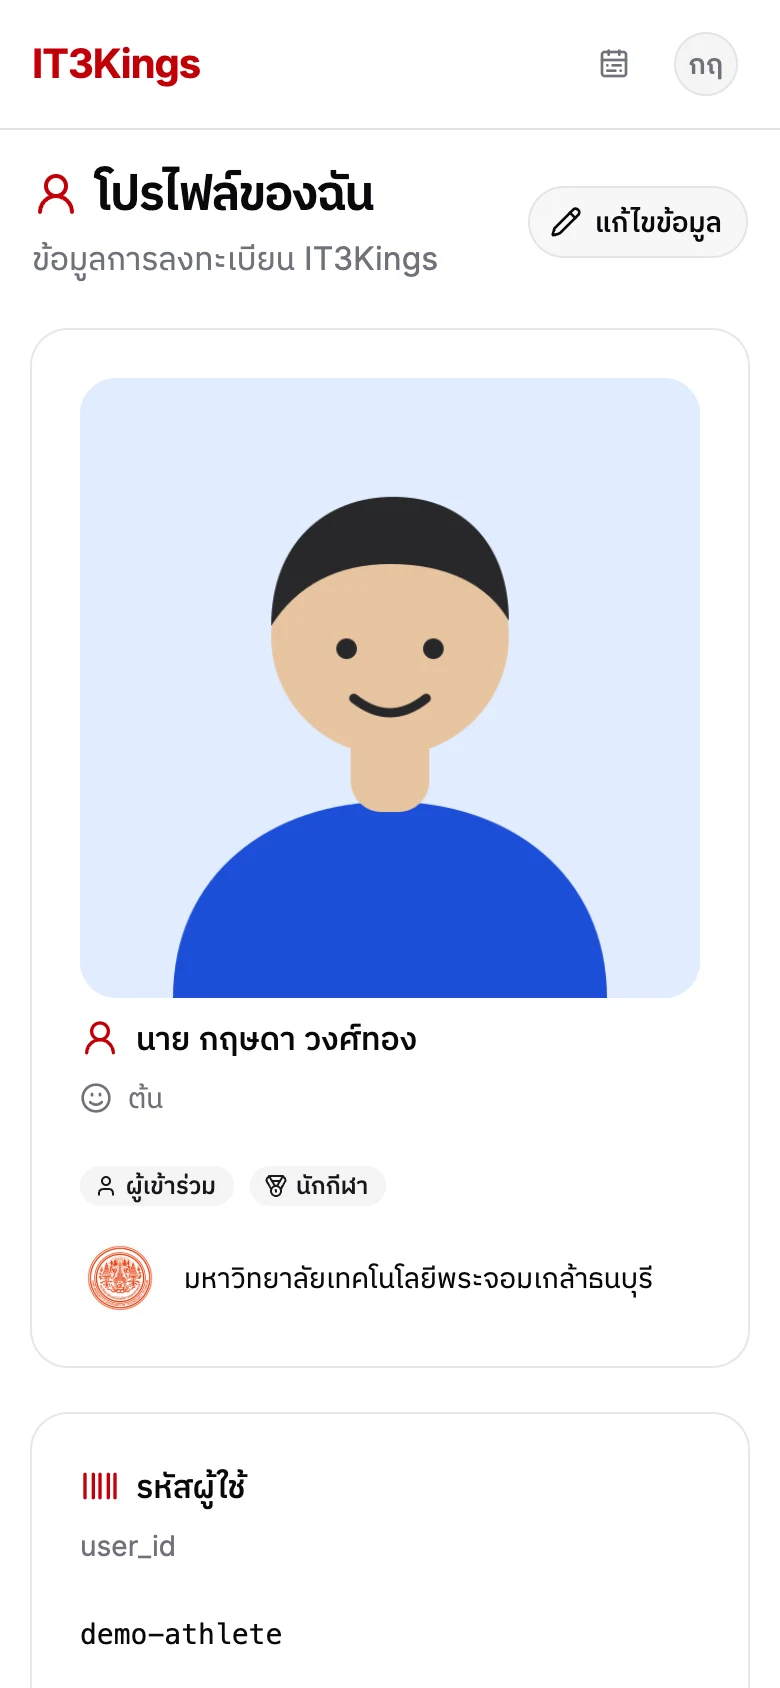 IT3Kings
กฤ
โปรไฟล์ของฉัน
แก้ไขข้อมูล
ข้อมูลการลงทะเบียน IT3Kings
นาย กฤษดา วงศ์ทอง
ต้น
ผู้เข้าร่วม
นักกีฬา
มหาวิทยาลัยเทคโนโลยีพระจอมเกล้าธนบุรี
รหัสผู้ใช้
user_id
demo-athlete